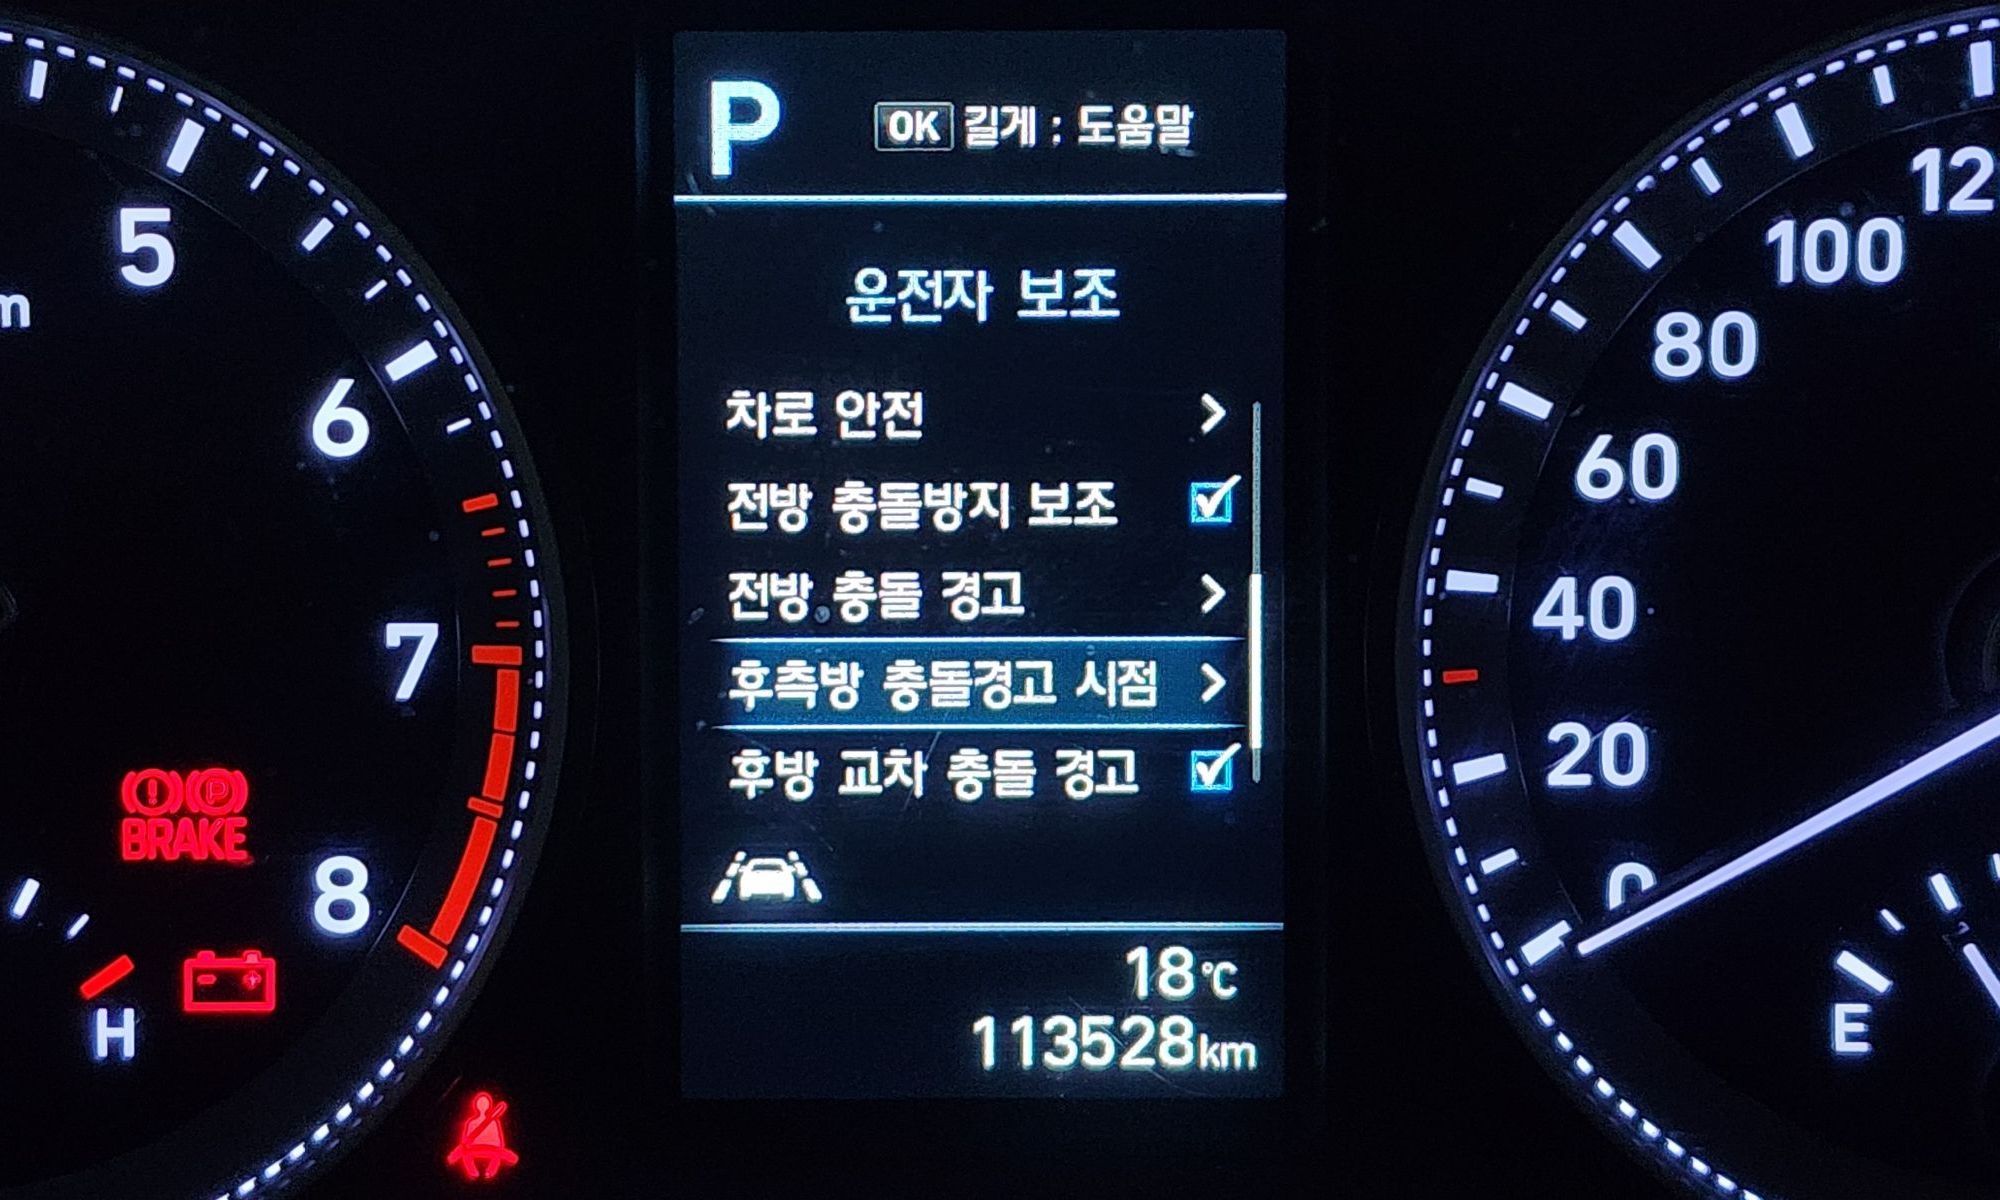 P
OK 길게 : 도움말
운전자 보조
차로 안전 >
전방 충돌방지 보조
전방 충돌 경고 >
후측방 충돌경고 시점 >
후방 교차 충돌 경고
18℃
113528km
5
6
7
8
m
P
BRAKE
H
12
100
80
60
40
20
0
E